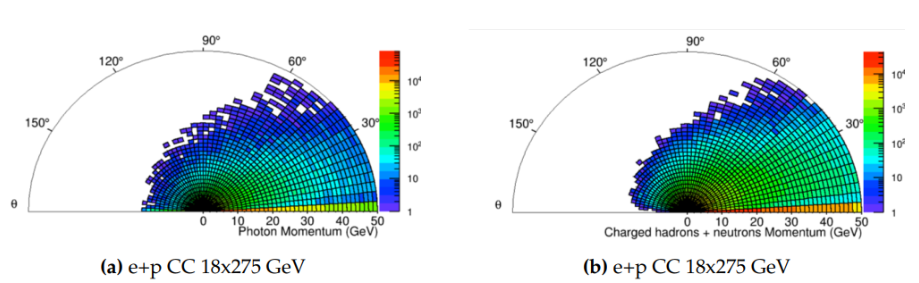 90° 90°
120° 60° 120° 60°
10⁴ 10⁴
150° 30° 10³ 150° 30° 10³
10² 10²
10 10
θ 1 θ 1
0 10 20 30 40 50 0 10 20 30 40 50
Photon Momentum (GeV) Charged hadrons + neutrons Momentum (GeV)
(a) e+p CC 18x275 GeV (b) e+p CC 18x275 GeV